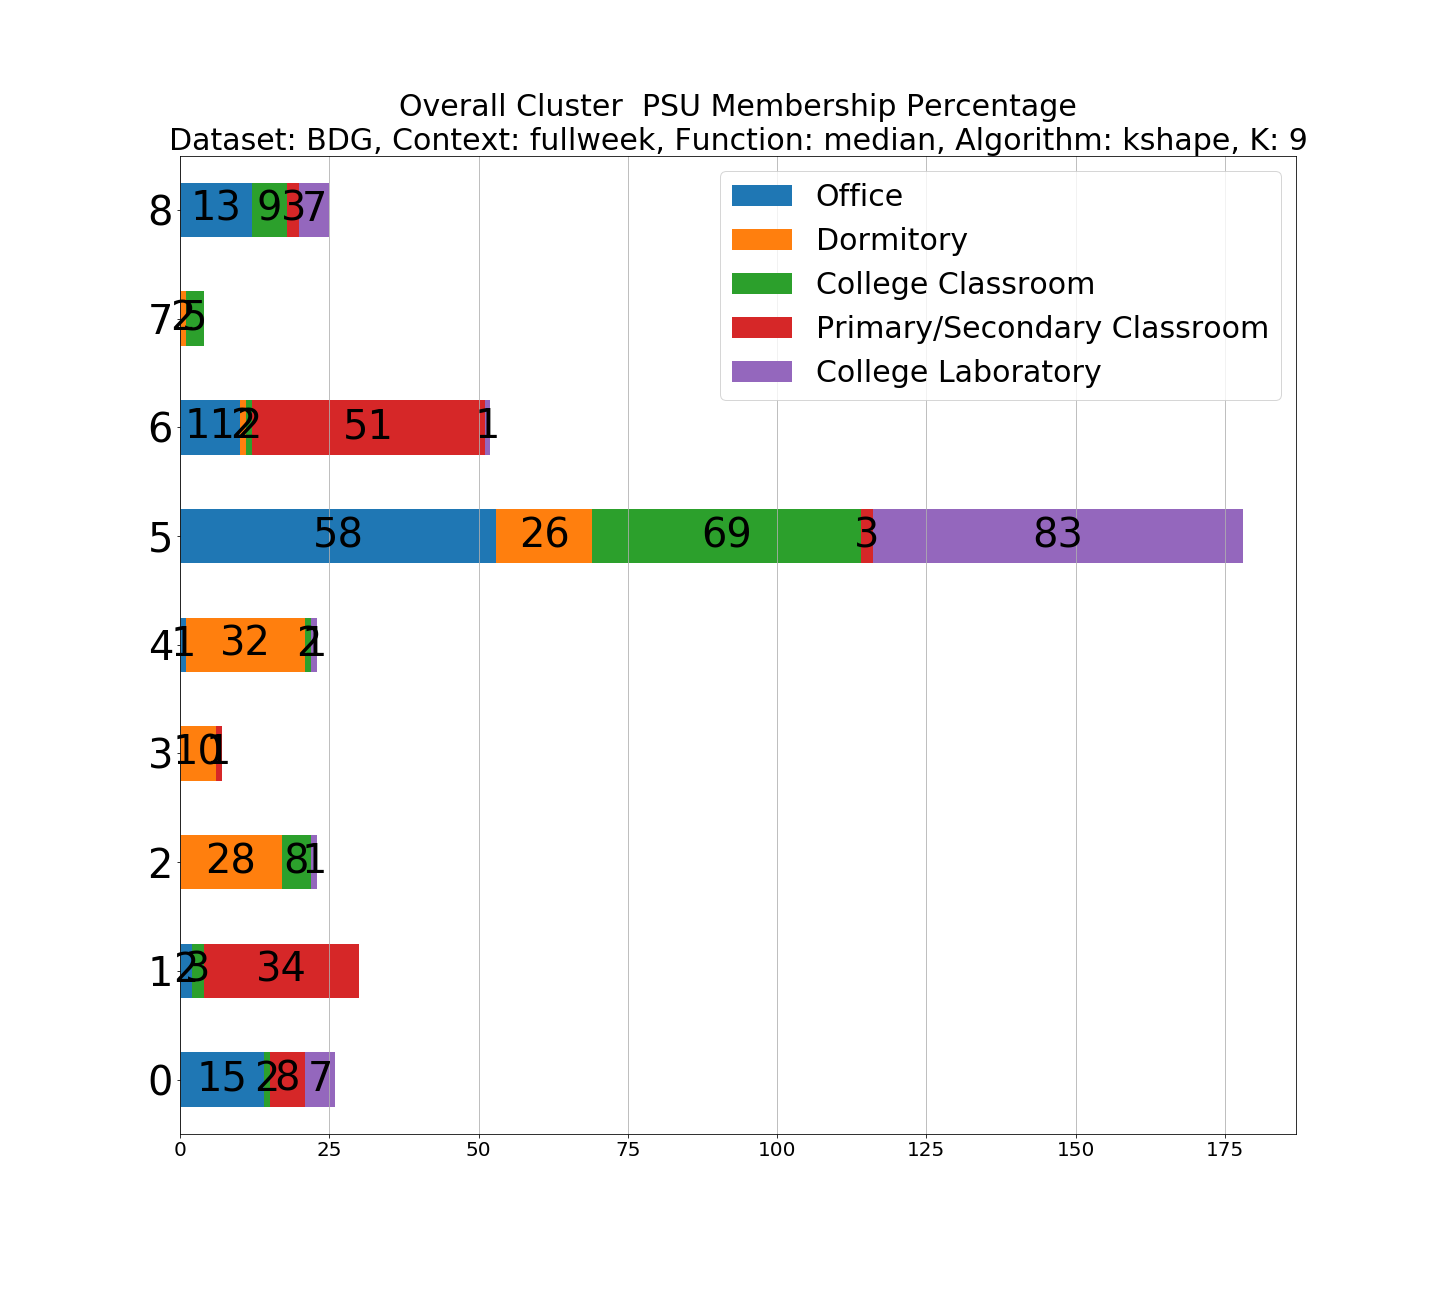 Overall Cluster  PSU Membership Percentage
Dataset: BDG, Context: fullweek, Function: median, Algorithm: kshape, K: 9
Office
Dormitory
College Classroom
Primary/Secondary Classroom
College Laboratory
8 13 9 3 7
7 2 5
6 11 2 2 51 1
5 58 26 69 3 83
4 1 32 2 1
3 10 1
2 28 8 1
1 2 3 34
0 15 2 8 7
0 25 50 75 100 125 150 175